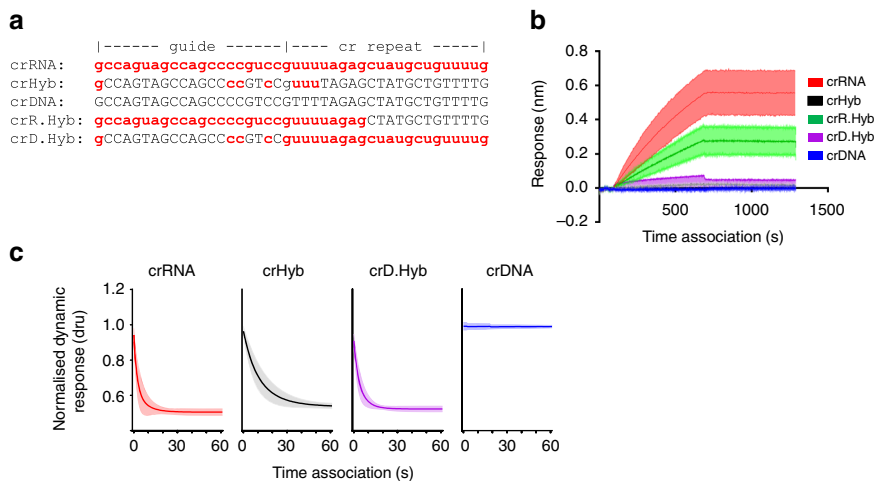 a
|------ guide ------|---- cr repeat -----|
crRNA: gccaguagccagccccguccguuuuagagcuaugcuguuuug
crHyb: gCCAGTAGCCAGCCccGTcCguuuTAGAGCTATGCTGTTTTG
crDNA: GCCAGTAGCCAGCCCCGTCCGTTTTAGAGCTATGCTGTTTTG
crR.Hyb: gccaguagccagccccguccguuuuagagCTATGCTGTTTTG
crD.Hyb: gCCAGTAGCCAGCCccGTcCguuuuagagcuaugcuguuuug
b
Response (nm)
0.8
0.6
0.4
0.2
0.0
–0.2
500
1000
1500
Time association (s)
crRNA
crHyb
crR.Hyb
crD.Hyb
crDNA
c
Normalised dynamic
response (dru)
1.2
1.0
0.8
0.6
crRNA
crHyb
crD.Hyb
crDNA
0 30 60
0 30 60
0 30 60
0 30 60
Time association (s)